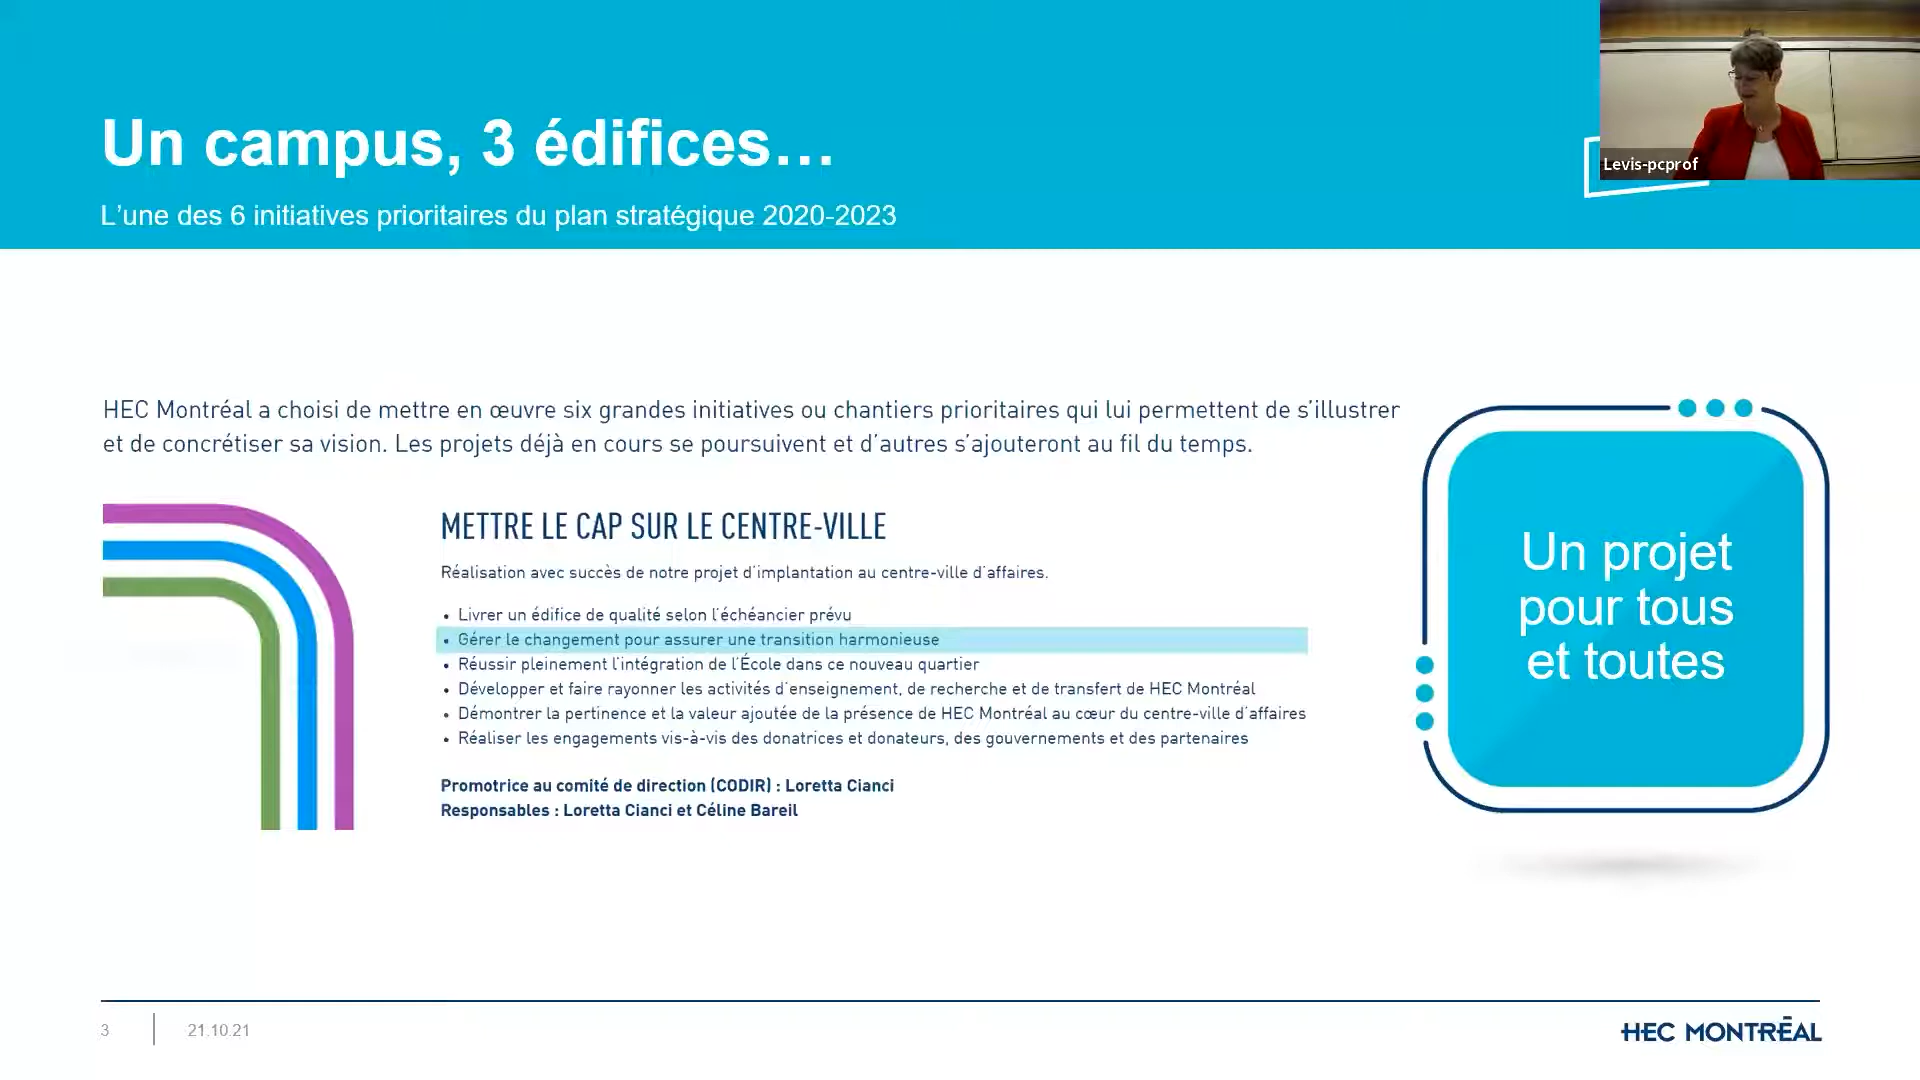 Un campus, 3 édifices…
L’une des 6 initiatives prioritaires du plan stratégique 2020-2023
Levis-pcprof
HEC Montréal a choisi de mettre en œuvre six grandes initiatives ou chantiers prioritaires qui lui permettent de s’illustrer
et de concrétiser sa vision. Les projets déjà en cours se poursuivent et d’autres s’ajouteront au fil du temps.
METTRE LE CAP SUR LE CENTRE-VILLE
Réalisation avec succès de notre projet d’implantation au centre-ville d’affaires.
• Livrer un édifice de qualité selon l’échéancier prévu
• Gérer le changement pour assurer une transition harmonieuse
• Réussir pleinement l’intégration de l’École dans ce nouveau quartier
• Développer et faire rayonner les activités d’enseignement, de recherche et de transfert de HEC Montréal
• Démontrer la pertinence et la valeur ajoutée de la présence de HEC Montréal au cœur du centre-ville d’affaires
• Réaliser les engagements vis-à-vis des donatrices et donateurs, des gouvernements et des partenaires
Promotrice au comité de direction (CODIR) : Loretta Cianci
Responsables : Loretta Cianci et Céline Bareil
Un projet
pour tous
et toutes
3
21.10.21
HEC MONTRĒAL